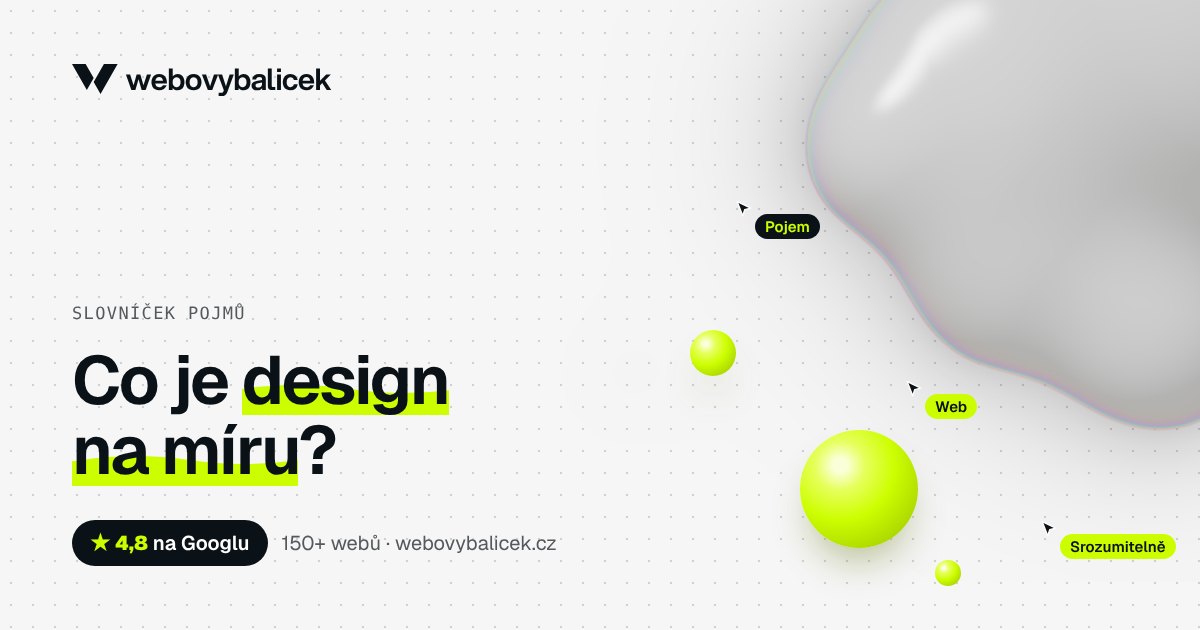 webovybalicek
Pojem
SLOVNÍČEK POJMŮ
Co je design
na míru?
Web
★ 4,8 na Googlu
150+ webů · webovybalicek.cz
Srozumitelně